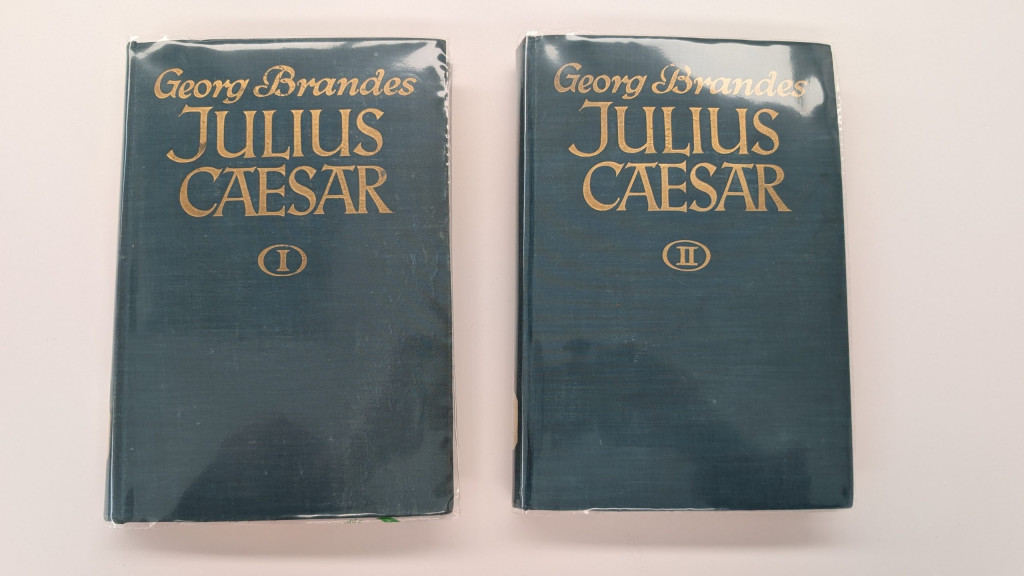 Georg Brandes
JULIUS
CAESAR
I
Georg Brandes
JULIUS
CAESAR
II